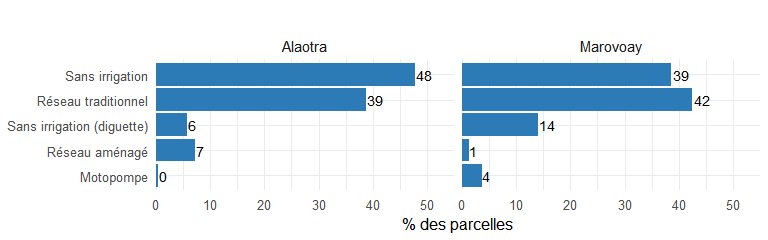 Alaotra Marovoay
Sans irrigation 48 39
Réseau traditionnel 39 42
Sans irrigation (diguette) 6 14
Réseau aménagé 7 1
Motopompe 0 4
0 10 20 30 40 50 0 10 20 30 40 50
% des parcelles